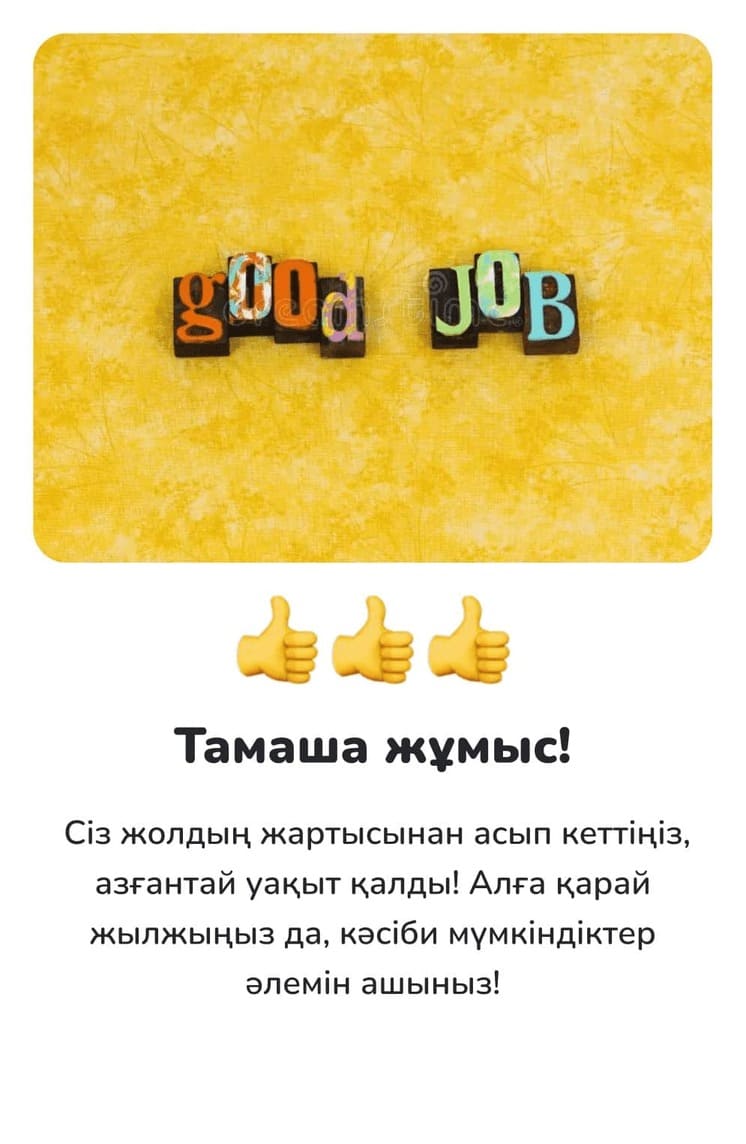 gOOd JOB
Тамаша жұмыс!
Сіз жолдың жартысынан асып кеттіңіз,
азғантай уақыт қалды! Алға қарай
жылжыңыз да, кәсіби мүмкіндіктер
әлемін ашыныз!